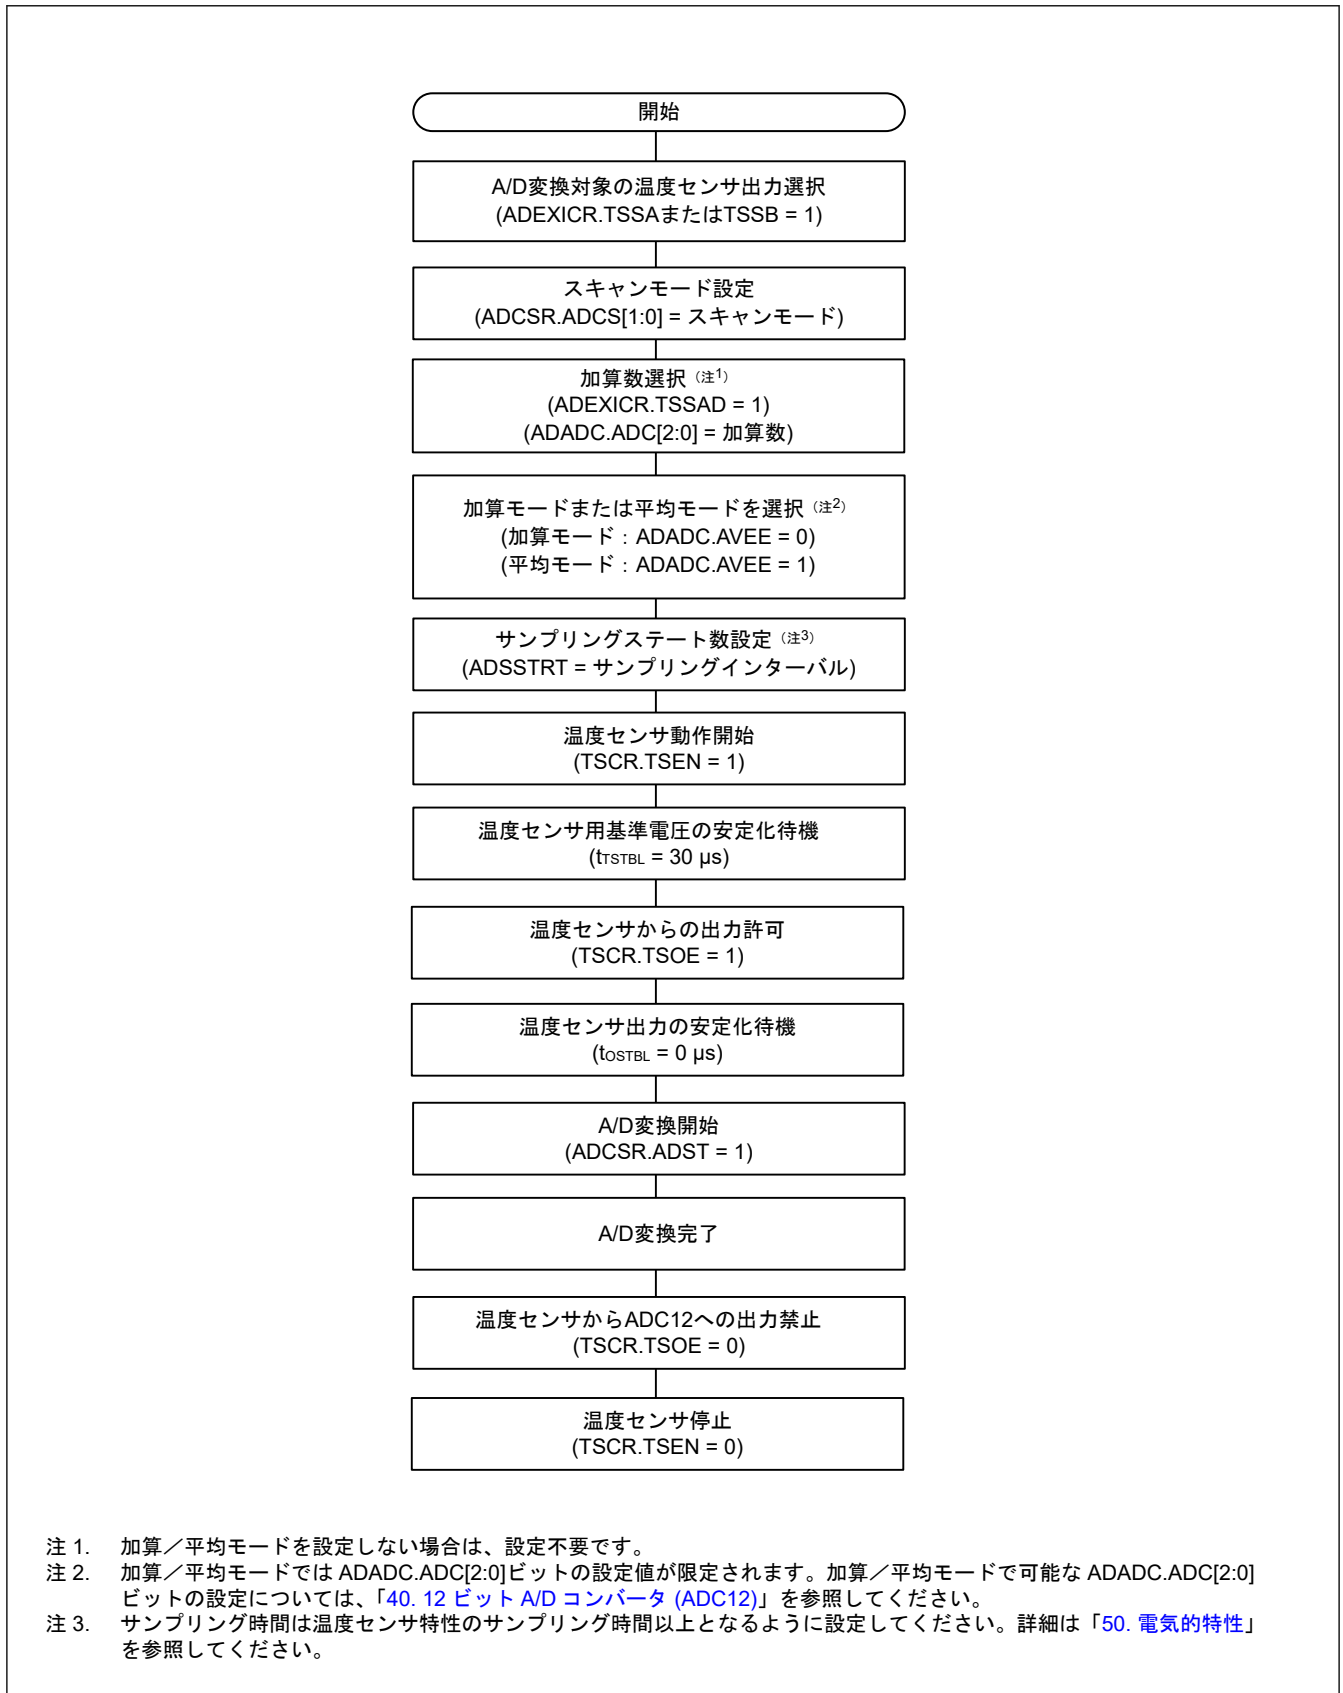 開始
A/D変換対象の温度センサ出力選択
(ADEXICR.TSSAまたはTSSB = 1)
スキャンモード設定
(ADCSR.ADCS[1:0] = スキャンモード)
加算数選択（注1）
(ADEXICR.TSSAD = 1)
(ADADC.ADC[2:0] = 加算数)
加算モードまたは平均モードを選択（注2）
(加算モード：ADADC.AVEE = 0)
(平均モード：ADADC.AVEE = 1)
サンプリングステート数設定（注3）
(ADSSTRT = サンプリングインターバル)
温度センサ動作開始
(TSCR.TSEN = 1)
温度センサ用基準電圧の安定化待機
(tTSTBL = 30 µs)
温度センサからの出力許可
(TSCR.TSOE = 1)
温度センサ出力の安定化待機
(tOSTBL = 0 µs)
A/D変換開始
(ADCSR.ADST = 1)
A/D変換完了
温度センサからADC12への出力禁止
(TSCR.TSOE = 0)
温度センサ停止
(TSCR.TSEN = 0)
注 1. 加算／平均モードを設定しない場合は、設定不要です。
注 2. 加算／平均モードでは ADADC.ADC[2:0]ビットの設定値が限定されます。加算／平均モードで可能な ADADC.ADC[2:0]
ビットの設定については、「40. 12 ビット A/D コンバータ (ADC12)」を参照してください。
注 3. サンプリング時間は温度センサ特性のサンプリング時間以上となるように設定してください。詳細は「50. 電気的特性」
を参照してください。